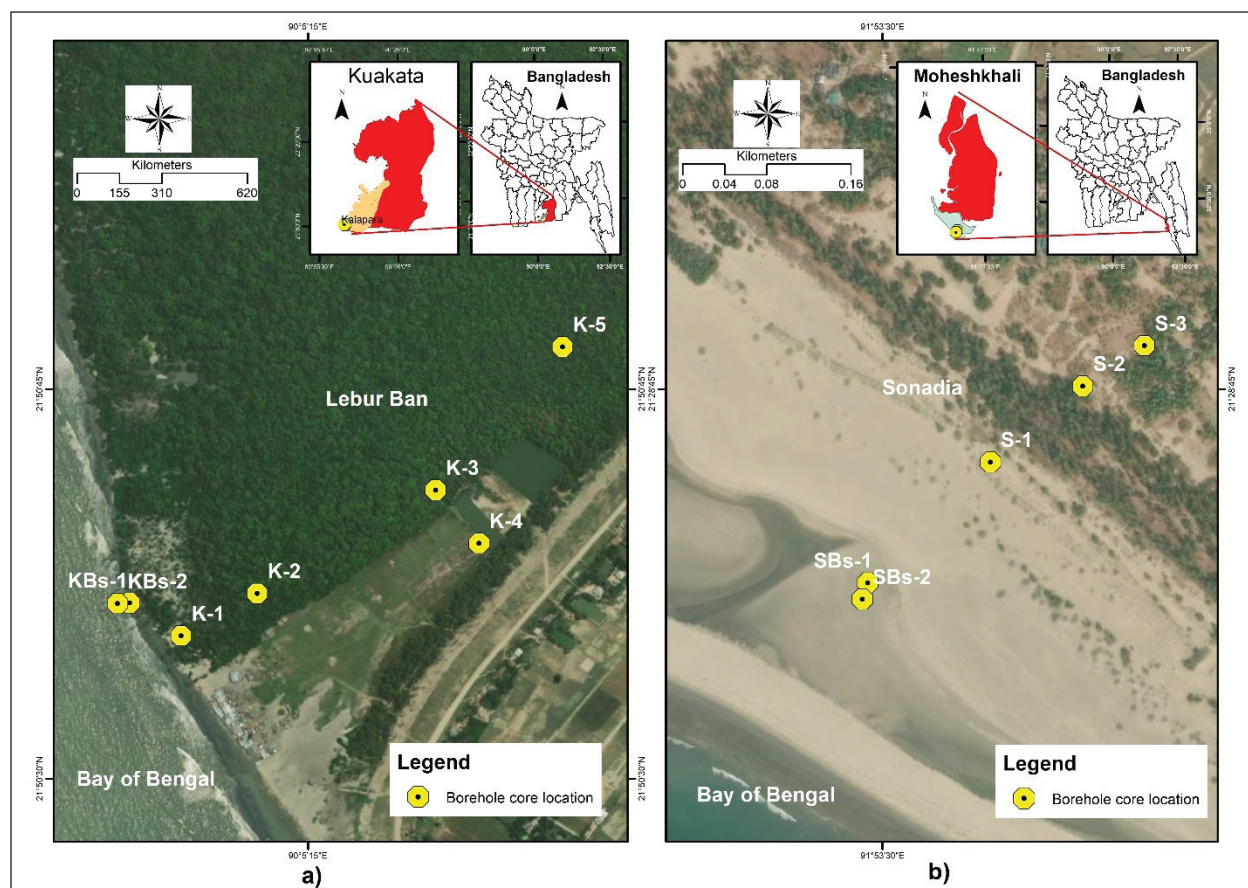 90°5'15"E
Kuakata
Bangladesh
N
N
Kilometers
0 155 310 620
Kalapara
K-5
21°50'45"N
Lebur Ban
K-3
K-4
KBs-1 KBs-2
K-2
K-1
Legend
Borehole core location
Bay of Bengal
21°50'30"N
90°5'15"E
a)
91°53'30"E
Moheshkhali
Bangladesh
N
N
Kilometers
0 0.04 0.08 0.16
S-3
S-2
21°28'45"N
Sonadia
S-1
SBs-1
SBs-2
Legend
Borehole core location
Bay of Bengal
91°53'30"E
b)